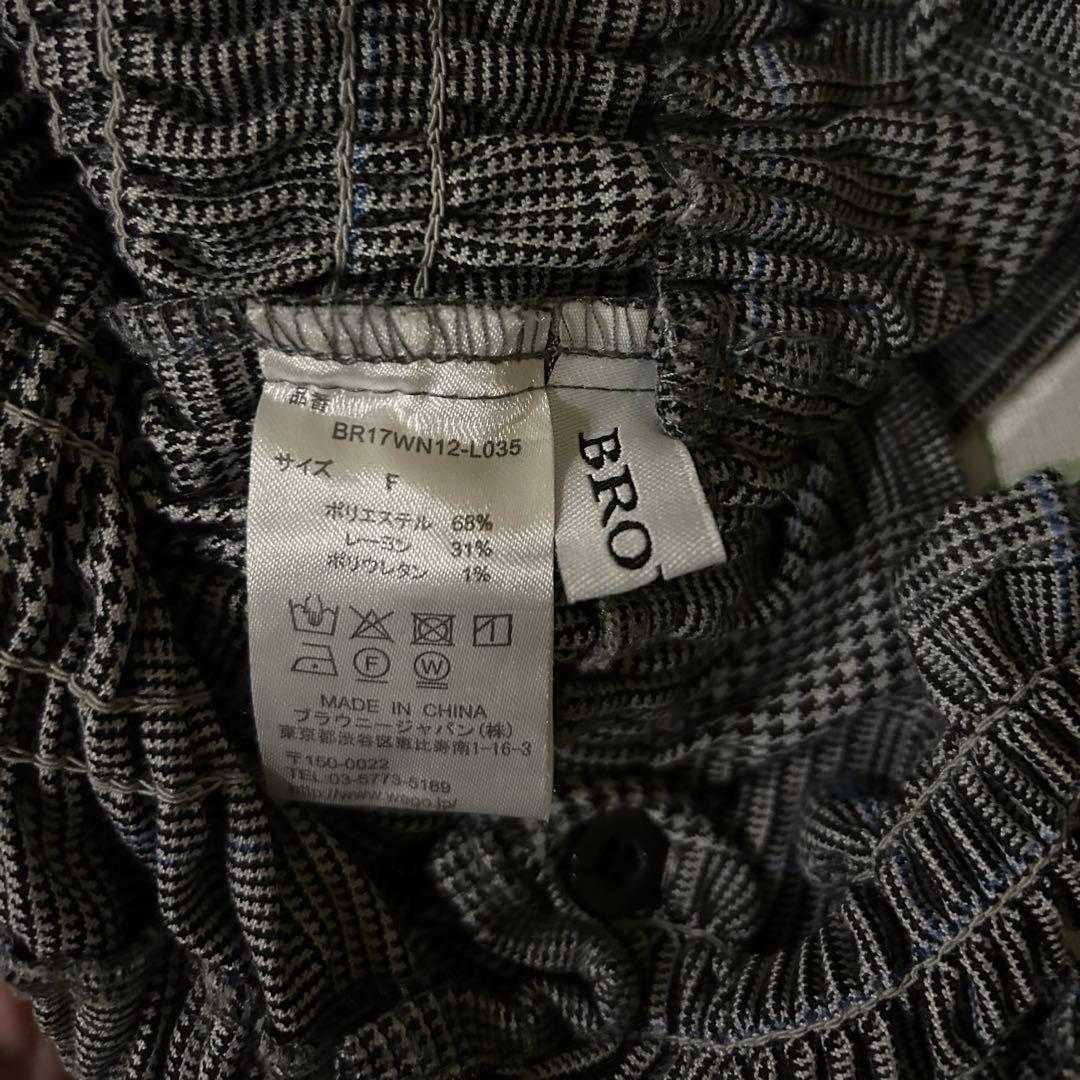 品番
BR17WN12-L035
サイズ
F
ポリエステル 68%
レーヨン 31%
ポリウレタン 1%
F W
MADE IN CHINA
ブラウニージャパン(株)
東京都渋谷区恵比寿南1-16-3
〒150-0022
TEL:03-5773-5189
http://www.wego.jp/
BRO